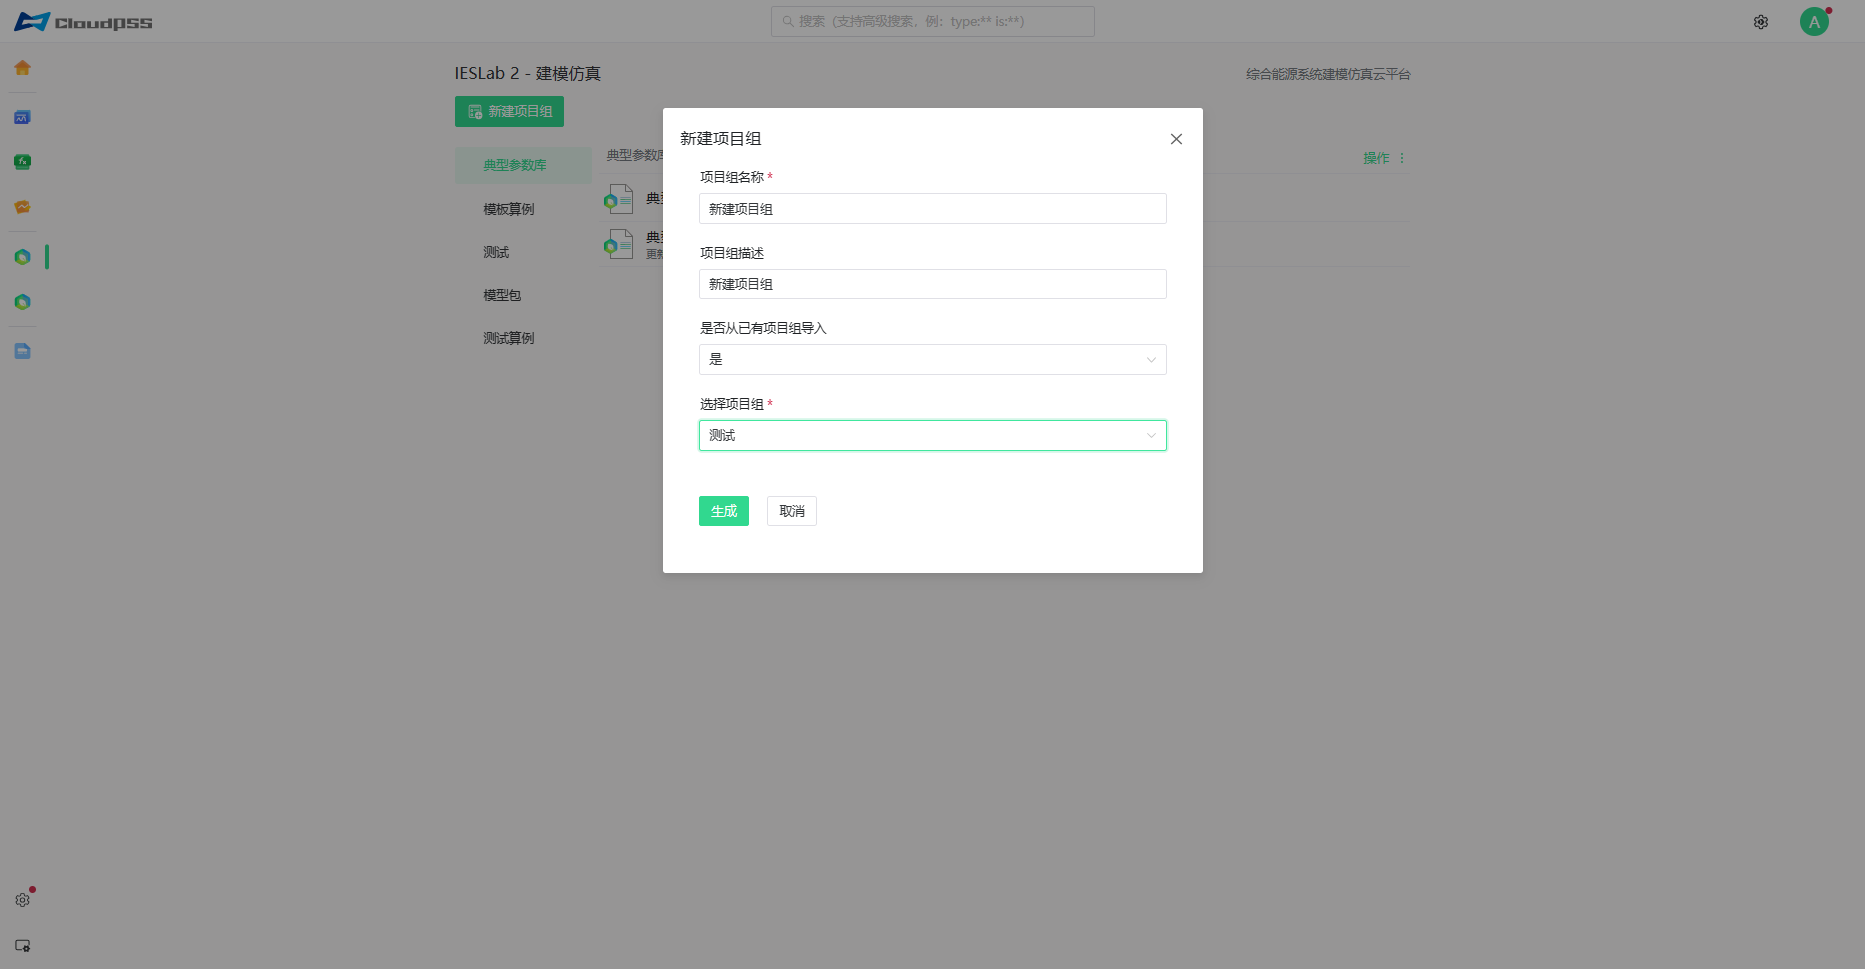 CloudPSS
搜索（支持高级搜索，例：type:** is:**）
A
IESLab 2 - 建模仿真
综合能源系统建模仿真云平台
新建项目组
典型参数库
模板算例
测试
模型包
测试算例
典型参数库
操作
典型
典型
更新
新建项目组
项目组名称 *
新建项目组
项目组描述
新建项目组
是否从已有项目组导入
是
选择项目组 *
测试
生成
取消